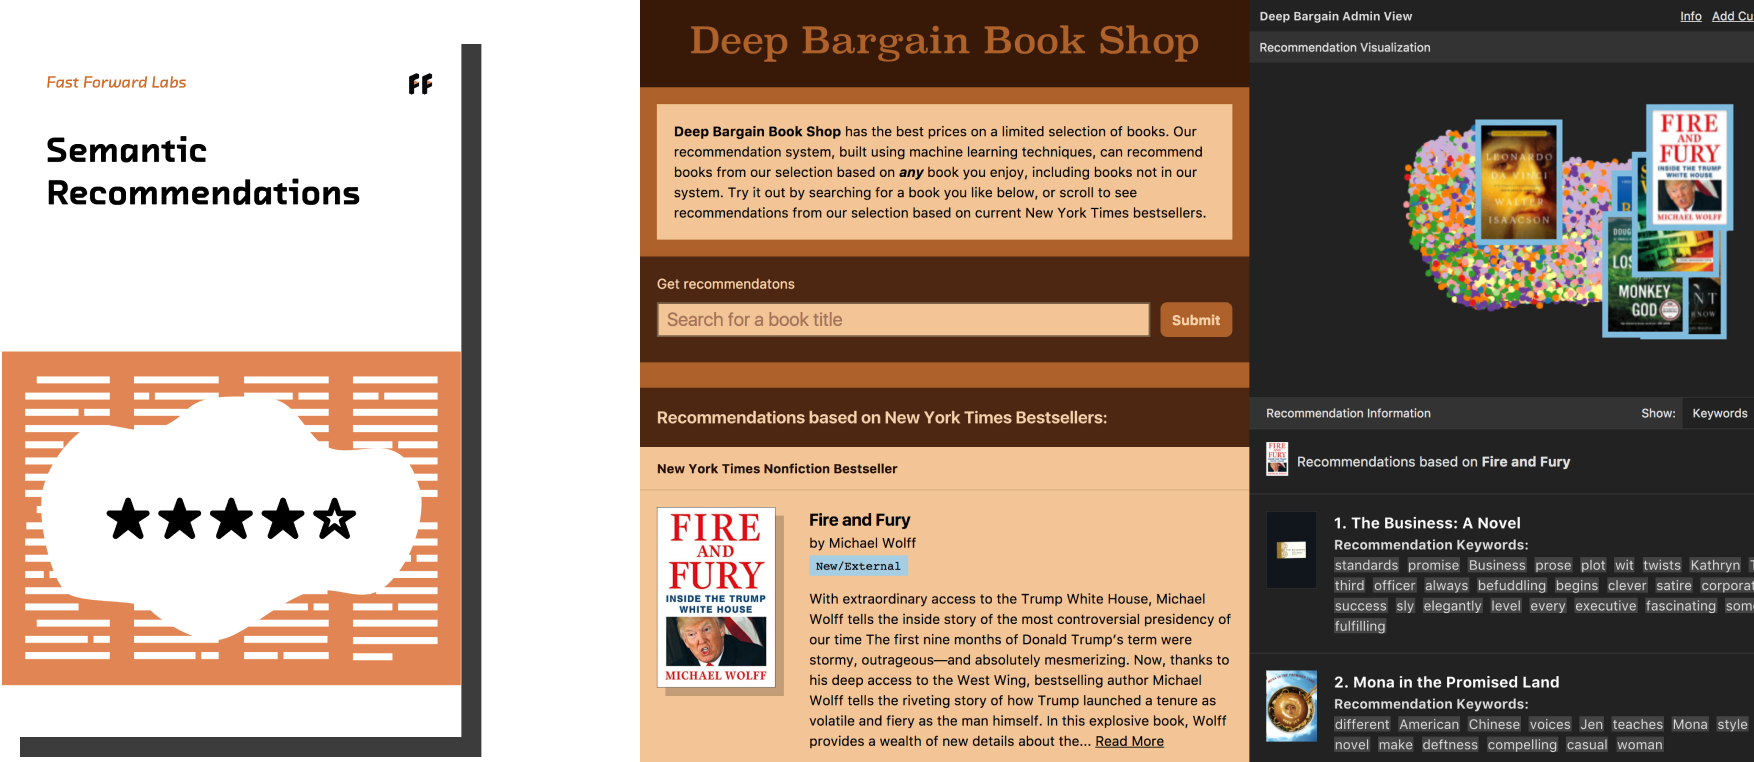 Fast Forward Labs
FF
Semantic
Recommendations
Deep Bargain Book Shop
Deep Bargain Book Shop has the best prices on a limited selection of books. Our
recommendation system, built using machine learning techniques, can recommend
books from our selection based on any book you enjoy, including books not in our
system. Try it out by searching for a book you like below, or scroll to see
recommendations from our selection based on current New York Times bestsellers.
Get recommendatons
Search for a book title
Submit
Recommendations based on New York Times Bestsellers:
New York Times Nonfiction Bestseller
FIRE
AND
FURY
INSIDE THE TRUMP
WHITE HOUSE
MICHAEL WOLFF
Fire and Fury
by Michael Wolff
New/External
With extraordinary access to the Trump White House, Michael
Wolff tells the inside story of the most controversial presidency of
our time The first nine months of Donald Trump's term were
stormy, outrageous—and absolutely mesmerizing. Now, thanks to
his deep access to the West Wing, bestselling author Michael
Wolff tells the riveting story of how Trump launched a tenure as
volatile and fiery as the man himself. In this explosive book, Wolff
provides a wealth of new details about the... Read More
Deep Bargain Admin View
Info Add Cu
Recommendation Visualization
LEONARDO
DA VINCI
WALTER
ISAACSON
FIRE
AND
FURY
INSIDE THE TRUMP
WHITE HOUSE
MICHAEL WOLFF
DOUG
LOS
MONKEY
GOD
NT
NOW
Recommendation Information
Show: Keywords
FIRE
AND
FURY
Recommendations based on Fire and Fury
1. The Business: A Novel
Recommendation Keywords:
standards promise Business prose plot wit twists Kathryn T
third officer always befuddling begins clever satire corporat
success sly elegantly level every executive fascinating som
fulfilling
2. Mona in the Promised Land
Recommendation Keywords:
different American Chinese voices Jen teaches Mona style
novel make deftness compelling casual woman